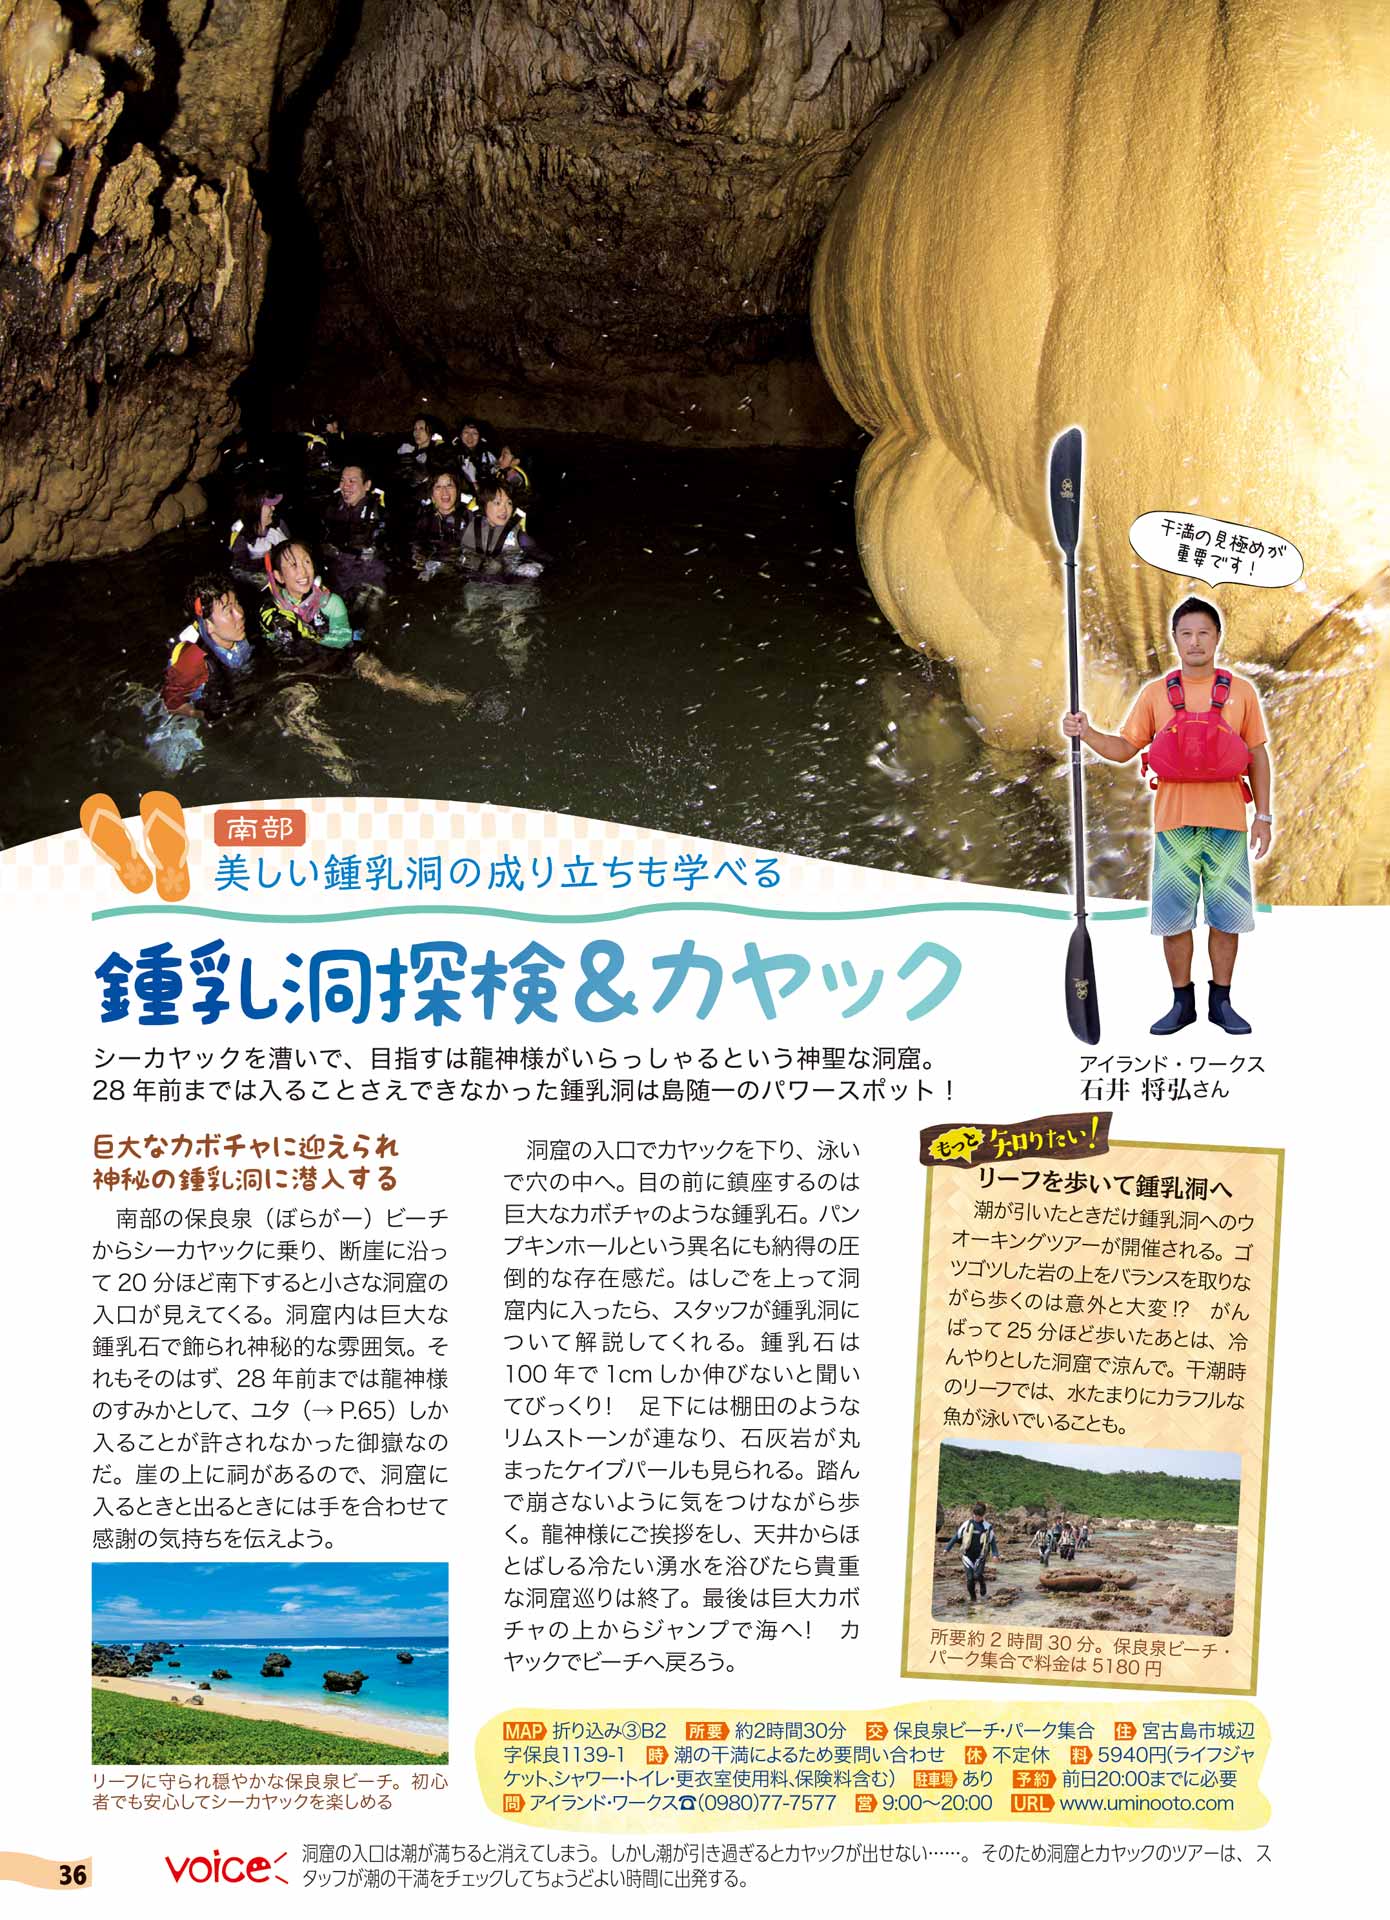 干満の見極めが
重要です！
南部
美しい鍾乳洞の成り立ちも学べる
鍾乳洞探検＆カヤック
シーカヤックを漕いで、目指すは龍神様がいらっしゃるという神聖な洞窟。
28年前までは入ることさえできなかった鍾乳洞は島随一のパワースポット！
アイランド・ワークス
石井 将弘さん
巨大なカボチャに迎えられ
神秘の鍾乳洞に潜入する
南部の保良泉（ぼらがー）ビーチ
からシーカヤックに乗り、断崖に沿っ
て20分ほど南下すると小さな洞窟の
入口が見えてくる。洞窟内は巨大な
鍾乳石で飾られ神秘的な雰囲気。そ
れもそのはず、28年前までは龍神様
のすみかとして、ユタ（→P.65）しか
入ることが許されなかった御嶽なの
だ。崖の上に祠があるので、洞窟に
入るときと出るときには手を合わせて
感謝の気持ちを伝えよう。
リーフに守られ穏やかな保良泉ビーチ。初心
者でも安心してシーカヤックを楽しめる
洞窟の入口でカヤックを下り、泳い
で穴の中へ。目の前に鎮座するのは
巨大なカボチャのような鍾乳石。パン
プキンホールという異名にも納得の圧
倒的な存在感だ。はしごを上って洞
窟内に入ったら、スタッフが鍾乳洞に
ついて解説してくれる。鍾乳石は
100年で1cmしか伸びないと聞い
てびっくり！　足下には棚田のような
リムストーンが連なり、石灰岩が丸
まったケイブパールも見られる。踏ん
で崩さないように気をつけながら歩
く。龍神様にご挨拶をし、天井からほ
とばしる冷たい湧水を浴びたら貴重
な洞窟巡りは終了。最後は巨大カボ
チャの上からジャンプで海へ！　カ
ヤックでビーチへ戻ろう。
もっと 知りたい！
リーフを歩いて鍾乳洞へ
潮が引いたときだけ鍾乳洞へのウ
オーキングツアーが開催される。ゴ
ツゴツした岩の上をバランスを取りな
がら歩くのは意外と大変!?　がん
ばって25分ほど歩いたあとは、冷
んやりとした洞窟で涼んで。干潮時
のリーフでは、水たまりにカラフルな
魚が泳いでいることも。
所要約2時間30分。保良泉ビーチ・
パーク集合で料金は5180円
MAP 折り込み③B2 所要 約2時間30分 交 保良泉ビーチ・パーク集合 住 宮古島市城辺
字保良1139-1 時 潮の干満によるため要問い合わせ 休 不定休 料 5940円（ライフジャ
ケット、シャワー・トイレ・更衣室使用料、保険料含む） 駐車場 あり 予約 前日20:00までに必要
問 アイランド・ワークス☎(0980)77-7577 営 9:00～20:00 URL www.uminooto.com
36
voice
洞窟の入口は潮が満ちると消えてしまう。しかし潮が引き過ぎるとカヤックが出せない……。そのため洞窟とカヤックのツアーは、ス
タッフが潮の干満をチェックしてちょうどよい時間に出発する。